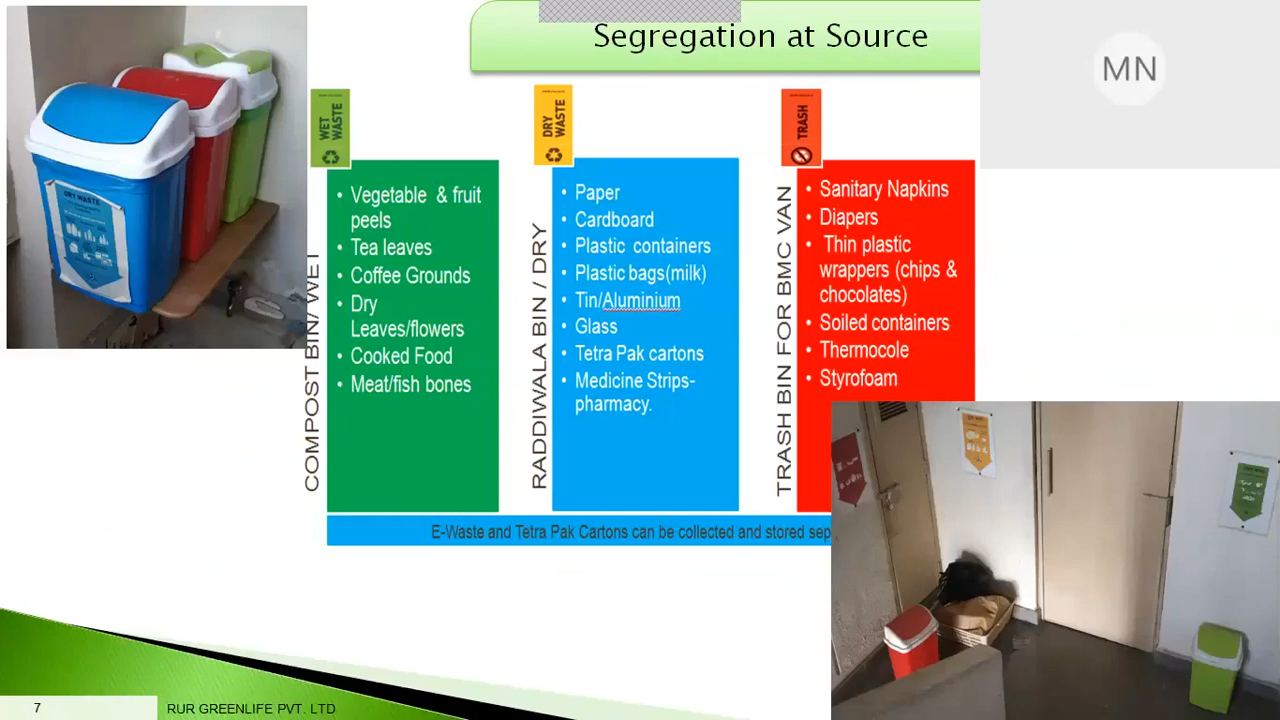 Segregation at Source
MN
WET WASTE
DRY WASTE
TRASH
COMPOST BIN/ WET
• Vegetable & fruit
peels
• Tea leaves
• Coffee Grounds
• Dry
Leaves/flowers
• Cooked Food
• Meat/fish bones
RADDIWALA BIN / DRY
• Paper
• Cardboard
• Plastic containers
• Plastic bags(milk)
• Tin/Aluminium
• Glass
• Tetra Pak cartons
• Medicine Strips-
pharmacy.
TRASH BIN FOR BMC VAN
• Sanitary Napkins
• Diapers
• Thin plastic
wrappers (chips &
chocolates)
• Soiled containers
• Thermocole
• Styrofoam
E-Waste and Tetra Pak Cartons can be collected and stored sep
DRY WASTE
7
RUR GREENLIFE PVT. LTD